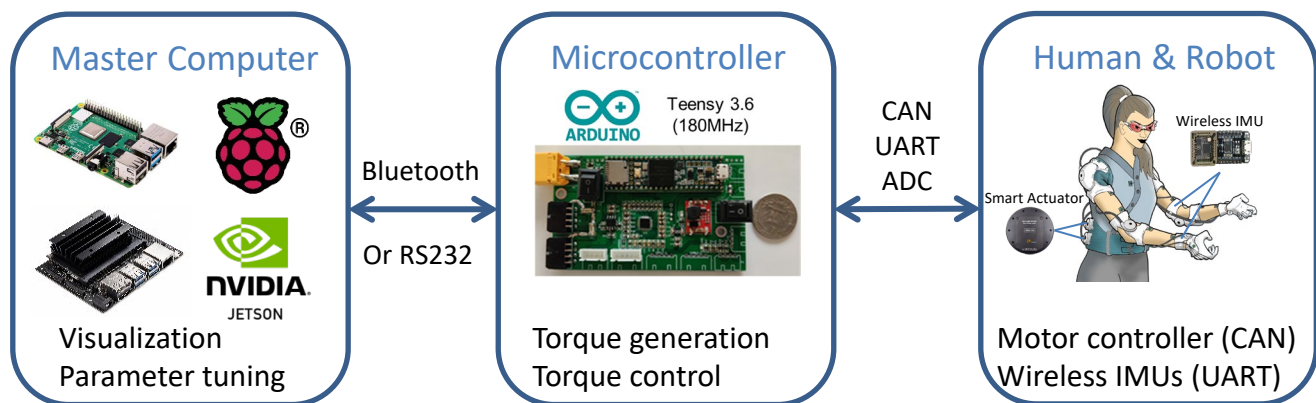 Master Computer
®
NVIDIA.
JETSON
Visualization
Parameter tuning
Bluetooth
Or RS232
Microcontroller
ARDUINO
Teensy 3.6
(180MHz)
Torque generation
Torque control
CAN
UART
ADC
Human & Robot
Wireless IMU
Smart Actuator
Motor controller (CAN)
Wireless IMUs (UART)